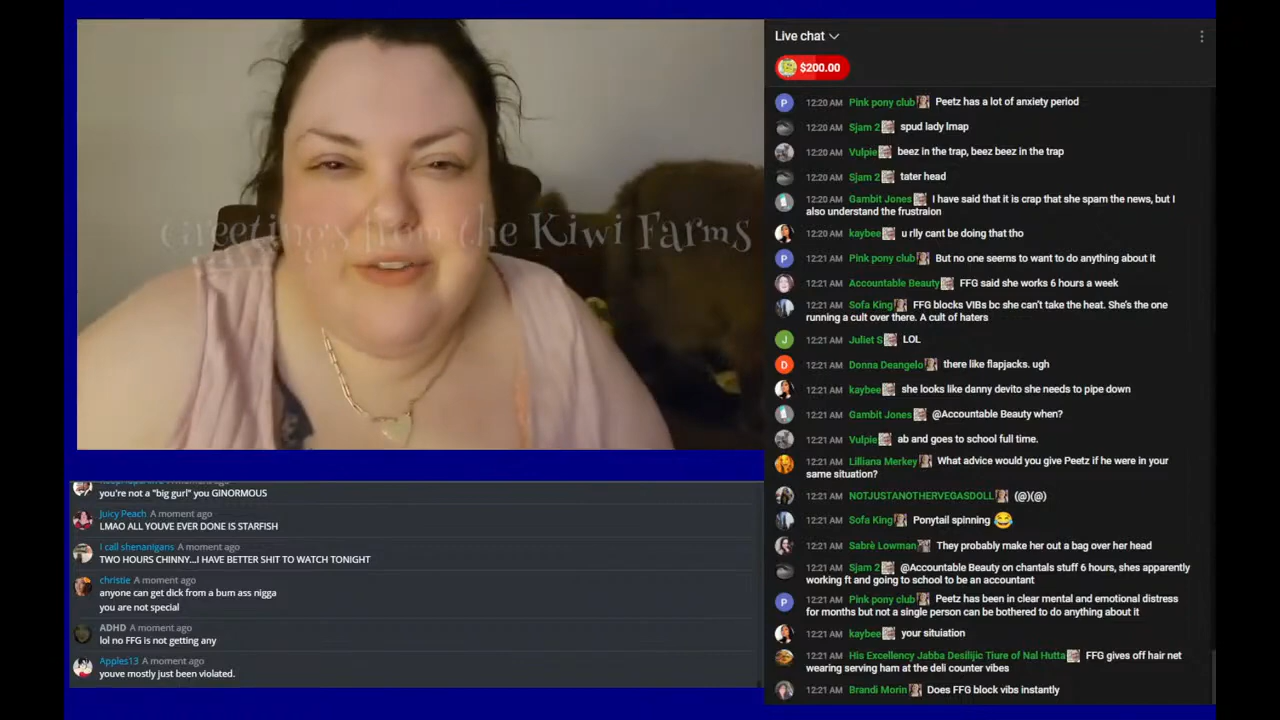 Greetings from the Kiwi Farms
you're not a "big gurl" you GINORMOUS
Juicy Peach A moment ago
LMAO ALL YOUVE EVER DONE IS STARFISH
I call shenanigans A moment ago
TWO HOURS CHINNY...I HAVE BETTER SHIT TO WATCH TONIGHT
christie A moment ago
anyone can get dick from a bum ass nigga
you are not special
ADHD A moment ago
lol no FFG is not getting any
Apples13 A moment ago
youve mostly just been violated.
Live chat
$200.00
P 12:20 AM Pink pony club Peetz has a lot of anxiety period
12:20 AM Sjam 2 spud lady lmap
12:20 AM Vulpie beez in the trap, beez beez in the trap
12:20 AM Sjam 2 tater head
12:20 AM Gambit Jones I have said that it is crap that she spam the news, but I
also understand the frustraion
12:20 AM kaybee u rlly cant be doing that tho
P 12:21 AM Pink pony club But no one seems to want to do anything about it
12:21 AM Accountable Beauty FFG said she works 6 hours a week
12:21 AM Sofa King FFG blocks VIBs bc she can't take the heat. She's the one
running a cult over there. A cult of haters
J 12:21 AM Juliet S LOL
D 12:21 AM Donna Deangelo there like flapjacks. ugh
12:21 AM kaybee she looks like danny devito she needs to pipe down
12:21 AM Gambit Jones @Accountable Beauty when?
12:21 AM Vulpie ab and goes to school full time.
12:21 AM Lilliana Merkey What advice would you give Peetz if he were in your
same situation?
12:21 AM NOTJUSTANOTHERVEGASDOLL (@)(@)
12:21 AM Sofa King Ponytail spinning 😂
12:21 AM Sabrè Lowman They probably make her out a bag over her head
12:21 AM Sjam 2 @Accountable Beauty on chantals stuff 6 hours, shes apparently
working ft and going to school to be an accountant
P 12:21 AM Pink pony club Peetz has been in clear mental and emotional distress
for months but not a single person can be bothered to do anything about it
12:21 AM kaybee your situiation
12:21 AM His Excellency Jabba Desilijic Tiure of Nal Hutta FFG gives off hair net
wearing serving ham at the deli counter vibes
12:21 AM Brandi Morin Does FFG block vibs instantly